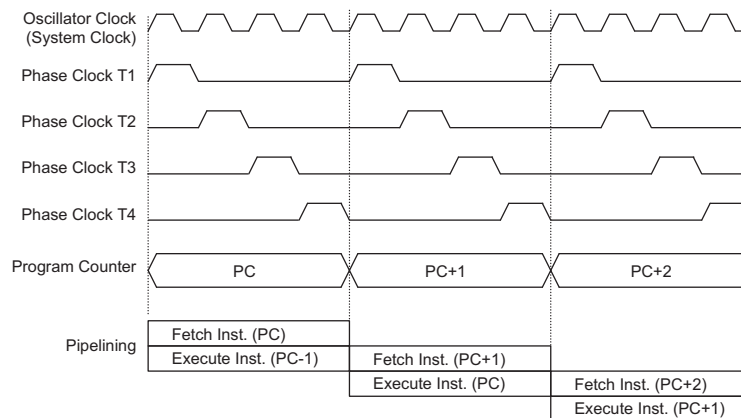 Oscillator Clock
(System Clock)
Phase Clock T1
Phase Clock T2
Phase Clock T3
Phase Clock T4
Program Counter
PC
PC+1
PC+2
Pipelining
Fetch Inst. (PC)
Execute Inst. (PC-1)
Fetch Inst. (PC+1)
Execute Inst. (PC)
Fetch Inst. (PC+2)
Execute Inst. (PC+1)